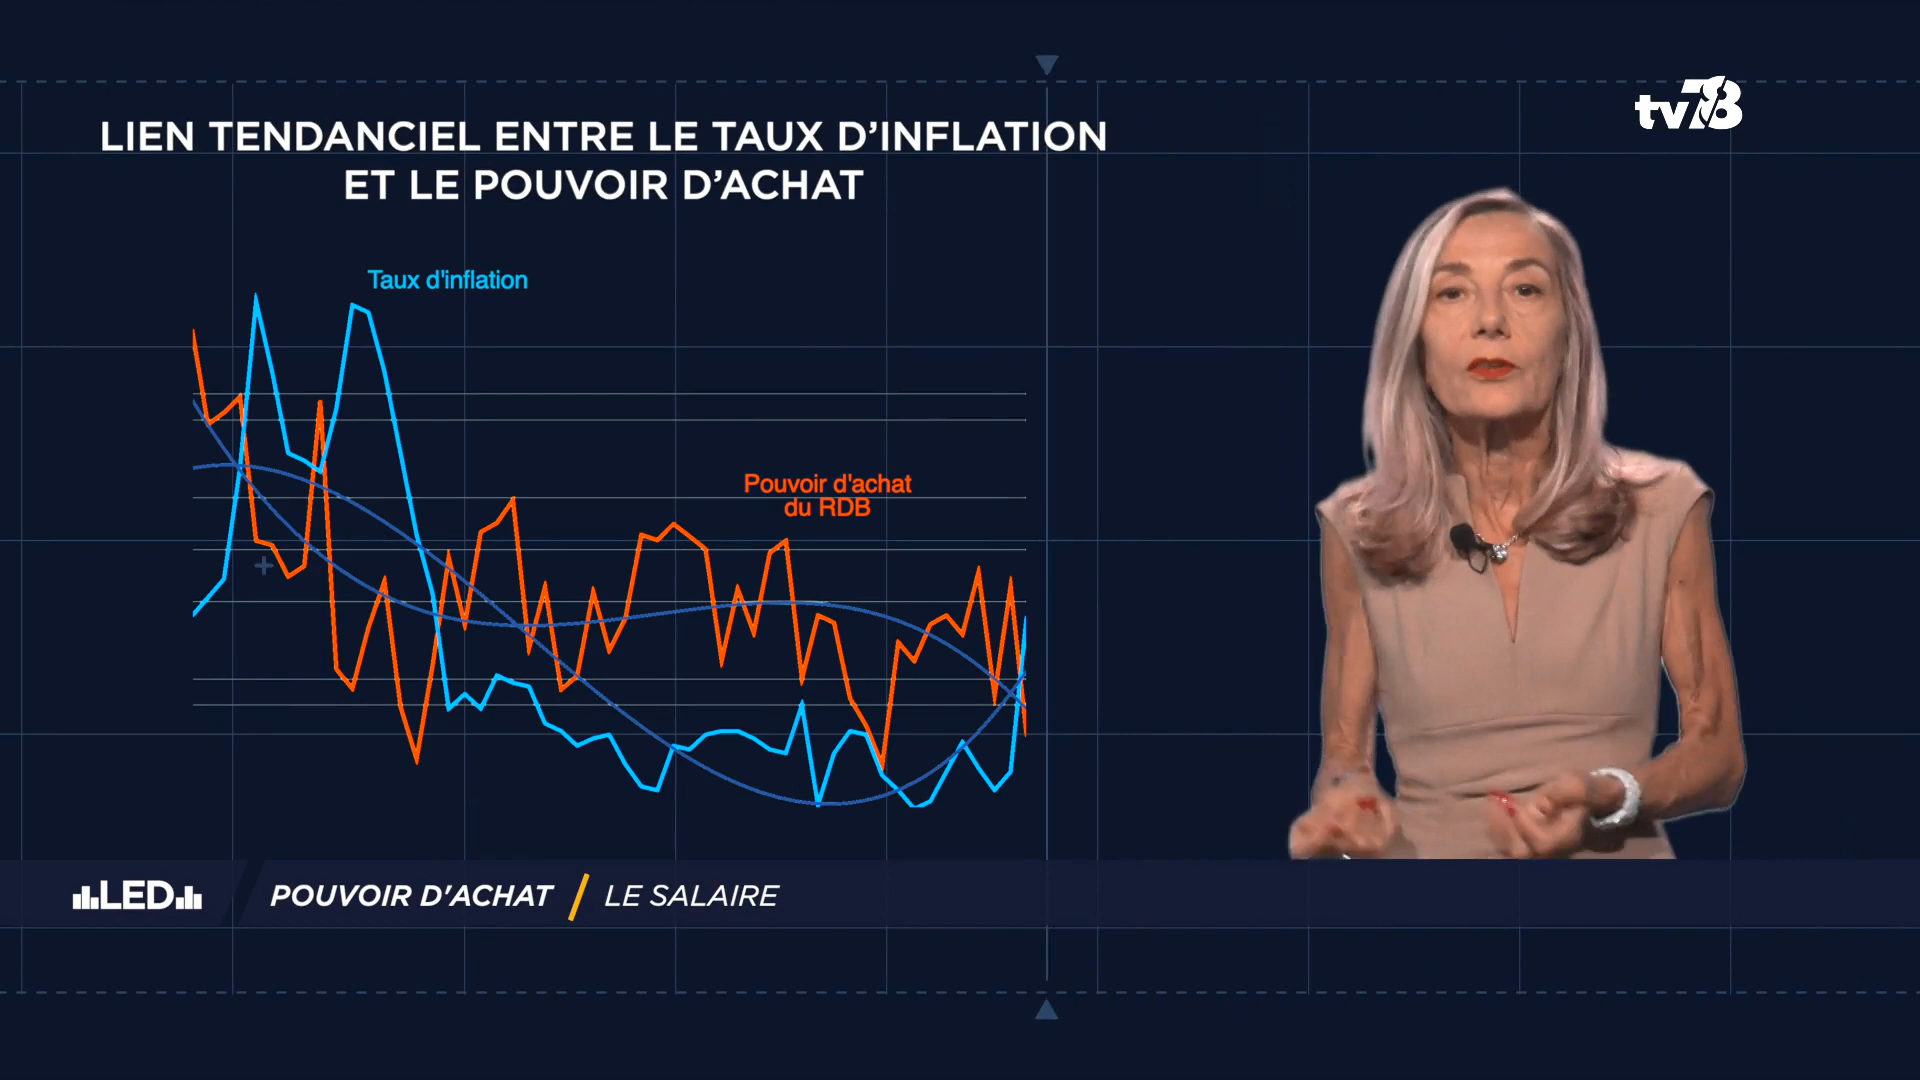 tv78
LIEN TENDANCIEL ENTRE LE TAUX D’INFLATION
ET LE POUVOIR D’ACHAT
Taux d'inflation
Pouvoir d'achat
du RDB
LED
POUVOIR D'ACHAT / LE SALAIRE